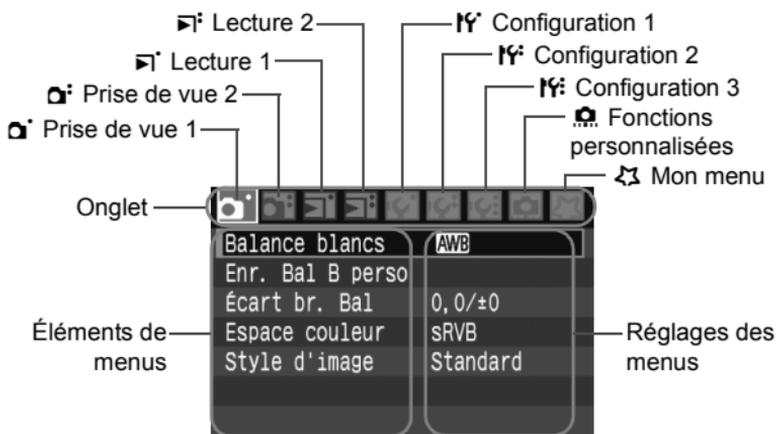 Lecture 2
Configuration 1
Lecture 1
Configuration 2
Prise de vue 2
Configuration 3
Prise de vue 1
Fonctions
personnalisées
Mon menu
Onglet
Balance blancs AWB
Enr. Bal B perso
Écart br. Bal 0,0/±0
Espace couleur sRVB
Style d'image Standard
Éléments de
menus
Réglages des
menus